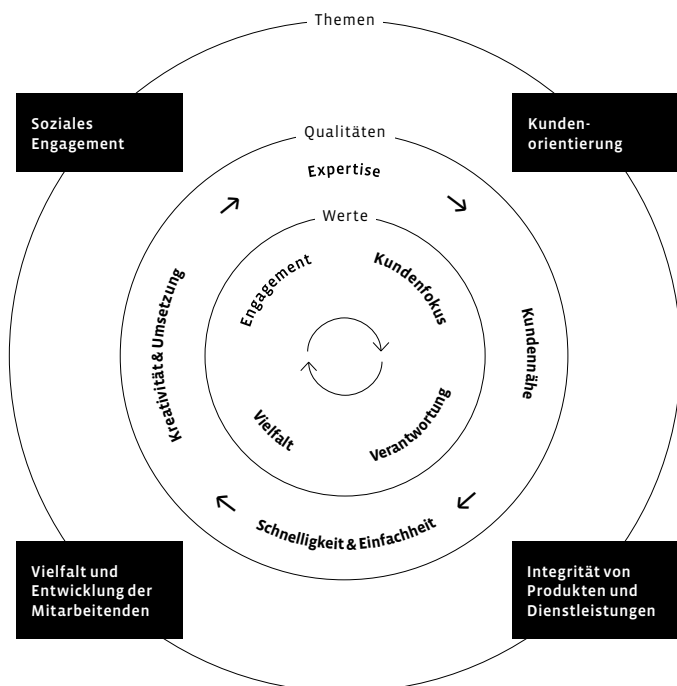 Themen
Soziales
Engagement
Kunden-
orientierung
Qualitäten
Expertise
Werte
Engagement
Kundenfokus
Kreativität & Umsetzung
Kundennähe
Vielfalt
Verantwortung
Schnelligkeit & Einfachheit
Vielfalt und
Entwicklung der
Mitarbeitenden
Integrität von
Produkten und
Dienstleistungen